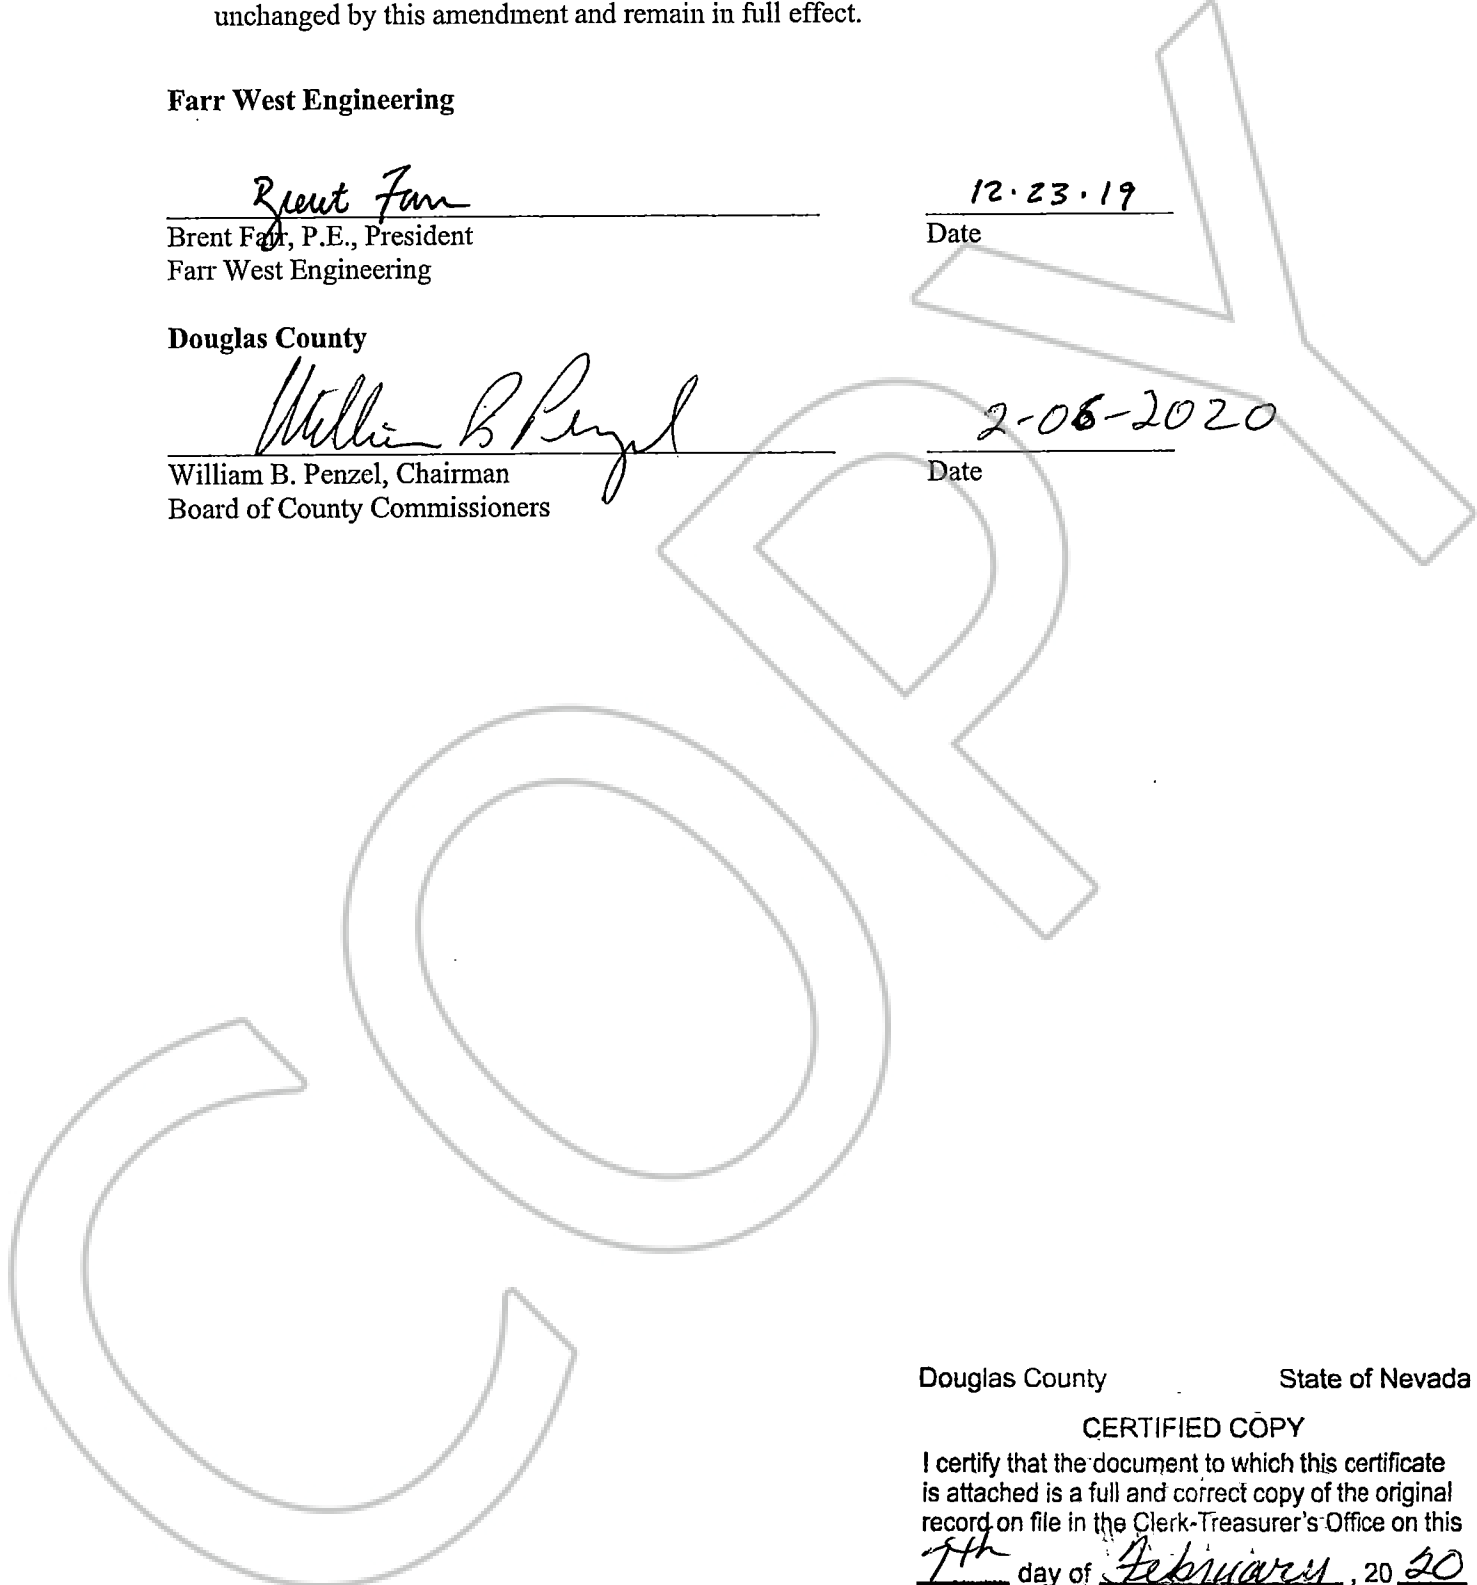 unchanged by this amendment and remain in full effect.
Farr West Engineering
Brent Farr 12·23·19
Brent Farr, P.E., President Date
Farr West Engineering
Douglas County
William B Penzel 2-06-2020
William B. Penzel, Chairman Date
Board of County Commissioners
COPY
Douglas County State of Nevada
CERTIFIED COPY
I certify that the document to which this certificate
is attached is a full and correct copy of the original
record on file in the Clerk-Treasurer's Office on this
7th day of February, 2020